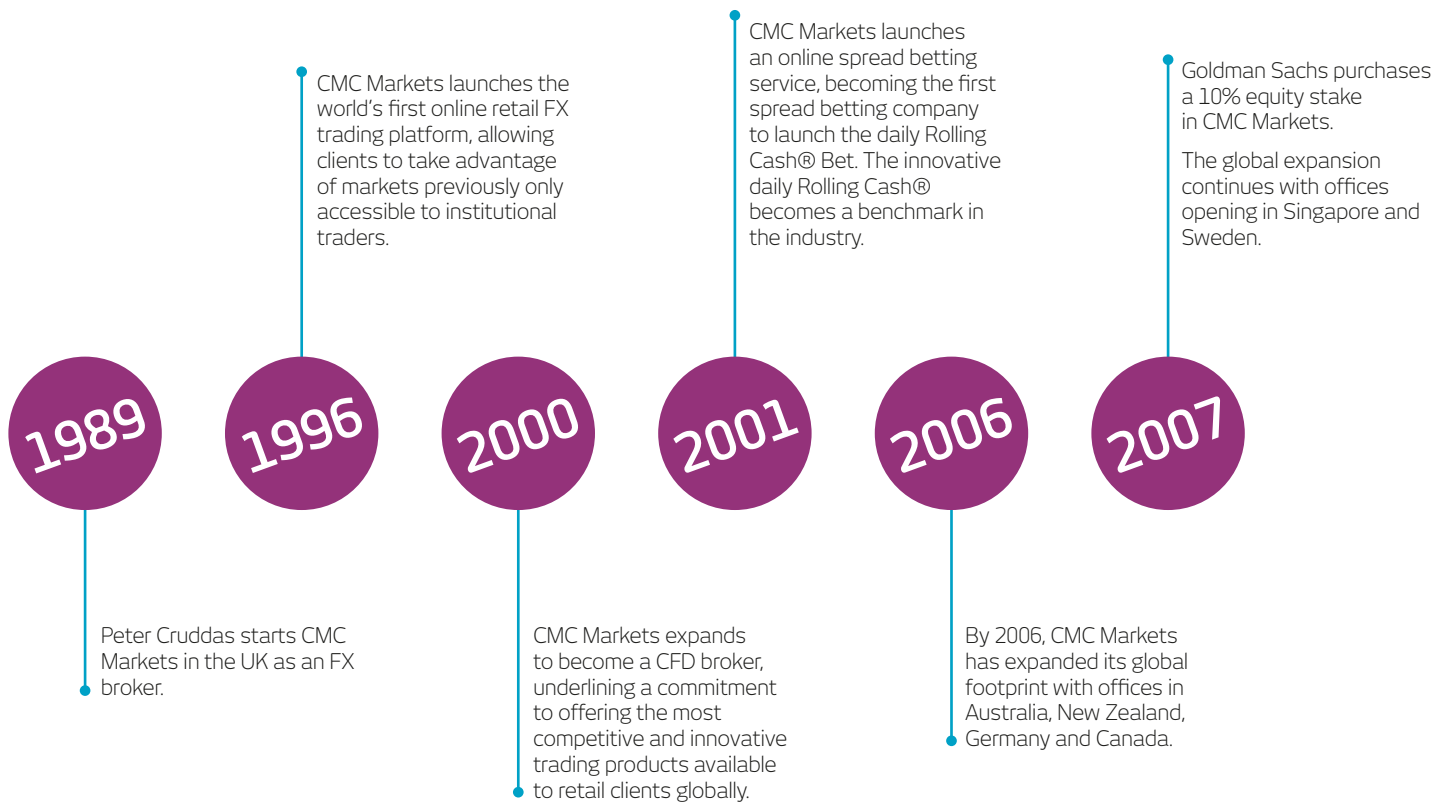 1989
Peter Cruddas starts CMC
Markets in the UK as an FX
broker.
1996
CMC Markets launches the
world's first online retail FX
trading platform, allowing
clients to take advantage
of markets previously only
accessible to institutional
traders.
2000
CMC Markets expands
to become a CFD broker,
underlining a commitment
to offering the most
competitive and innovative
trading products available
to retail clients globally.
2001
CMC Markets launches
an online spread betting
service, becoming the first
spread betting company
to launch the daily Rolling
Cash® Bet. The innovative
daily Rolling Cash®
becomes a benchmark in
the industry.
2006
By 2006, CMC Markets
has expanded its global
footprint with offices in
Australia, New Zealand,
Germany and Canada.
2007
Goldman Sachs purchases
a 10% equity stake
in CMC Markets.
The global expansion
continues with offices
opening in Singapore and
Sweden.